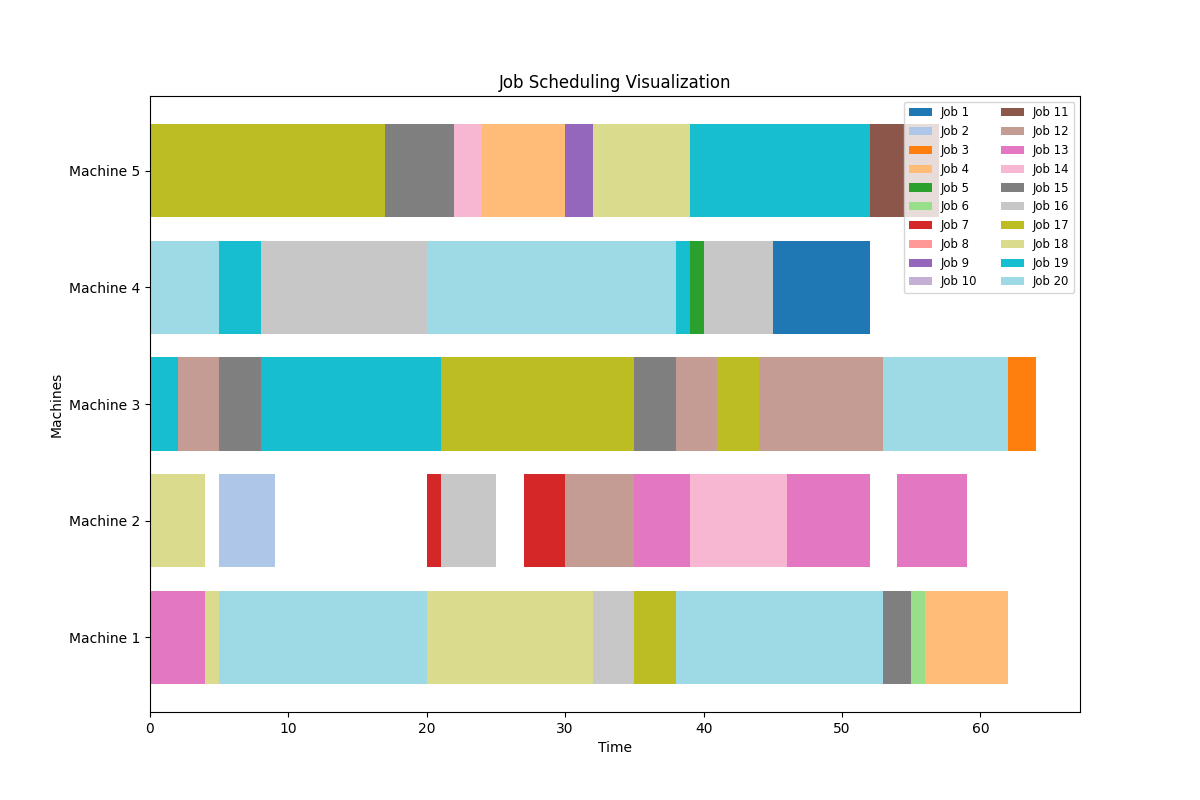 Job Scheduling Visualization
Machine 5
Machine 4
Machine 3
Machine 2
Machine 1
Machines
0 10 20 30 40 50 60
Time
Job 1
Job 2
Job 3
Job 4
Job 5
Job 6
Job 7
Job 8
Job 9
Job 10
Job 11
Job 12
Job 13
Job 14
Job 15
Job 16
Job 17
Job 18
Job 19
Job 20